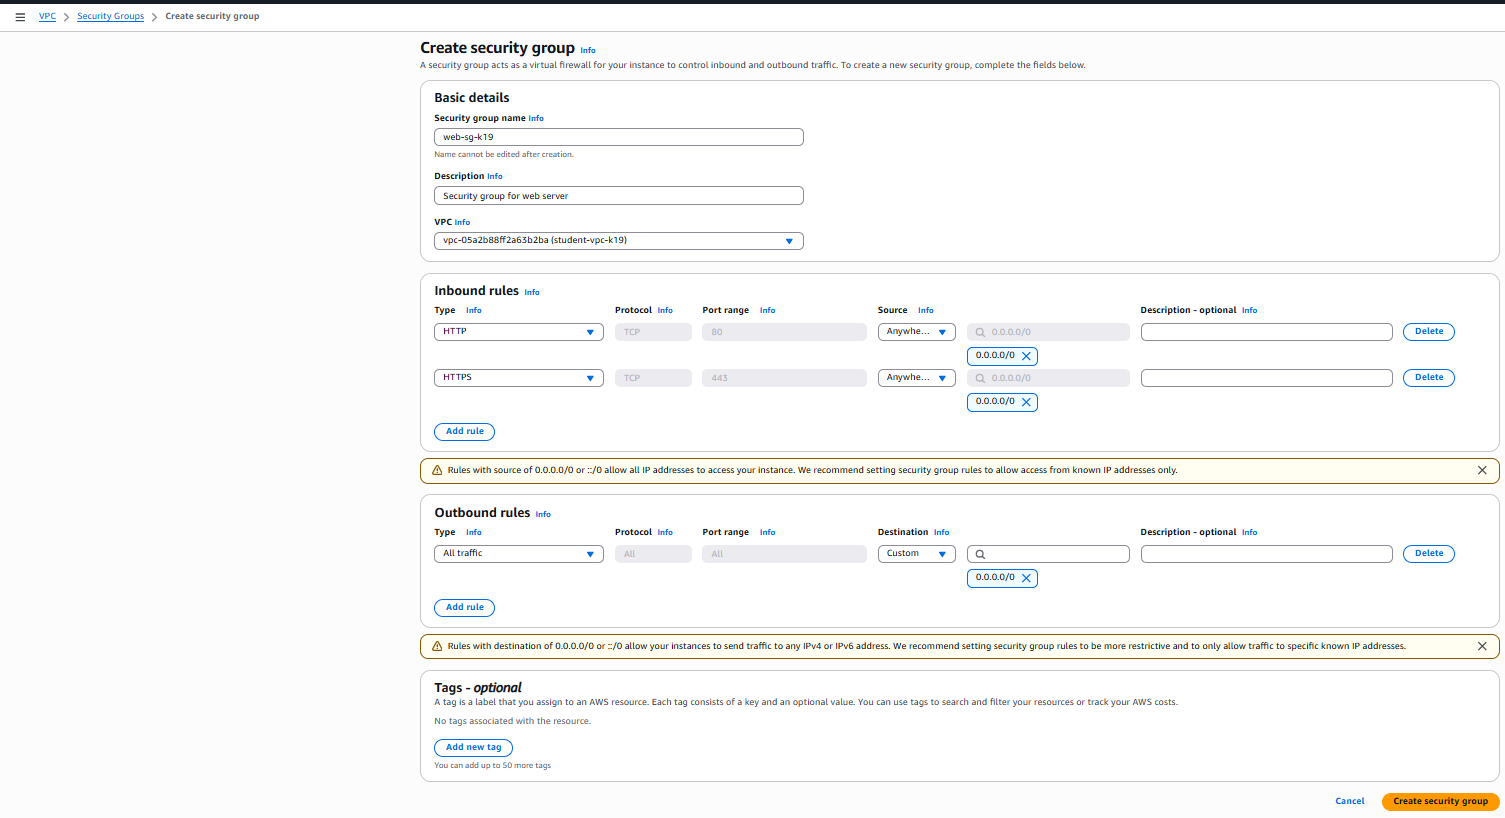 VPC > Security Groups > Create security group
Create security group Info
A security group acts as a virtual firewall for your instance to control inbound and outbound traffic. To create a new security group, complete the fields below.
Basic details
Security group name Info
web-sg-k19
Name cannot be edited after creation.
Description Info
Security group for web server
VPC Info
vpc-05a2b88ff2a63b2ba (student-vpc-k19)
Inbound rules Info
Type Info Protocol Info Port range Info Source Info Description - optional Info
HTTP TCP 80 Anywhe... 0.0.0.0/0 Delete
0.0.0.0/0
HTTPS TCP 443 Anywhe... 0.0.0.0/0 Delete
0.0.0.0/0
Add rule
Rules with source of 0.0.0.0/0 or ::/0 allow all IP addresses to access your instance. We recommend setting security group rules to allow access from known IP addresses only.
Outbound rules Info
Type Info Protocol Info Port range Info Destination Info Description - optional Info
All traffic All All Custom Delete
0.0.0.0/0
Add rule
Rules with destination of 0.0.0.0/0 or ::/0 allow your instances to send traffic to any IPv4 or IPv6 address. We recommend setting security group rules to be more restrictive and to only allow traffic to specific known IP addresses.
Tags - optional
A tag is a label that you assign to an AWS resource. Each tag consists of a key and an optional value. You can use tags to search and filter your resources or track your AWS costs.
No tags associated with the resource.
Add new tag
You can add up to 50 more tags
Cancel Create security group